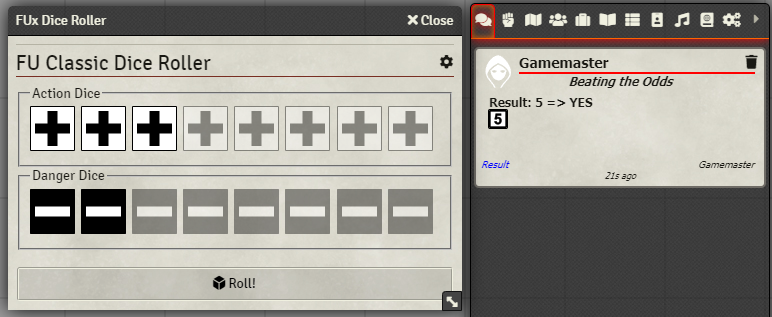 FUx Dice Roller
Close
FU Classic Dice Roller
Action Dice
Danger Dice
Roll!
Gamemaster
Beating the Odds
Result: 5 => YES
5
Result
Gamemaster
21s ago